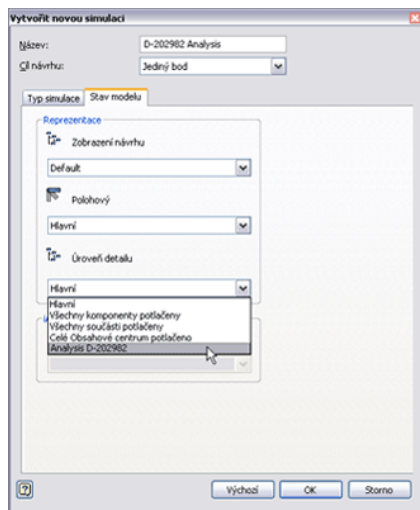 Vytvořit novou simulaci
Název: D-202982 Analysis
Cíl návrhu: Jediný bod
Typ simulace Stav modelu
Reprezentace
Zobrazení návrhu
Default
Polohový
Hlavní
Úroveň detailu
Hlavní
Hlavní
Všechny komponenty potlačeny
Všechny součásti potlačeny
Celé Obsahové centrum potlačeno
Analysis D-202982
Výchozí OK Storno